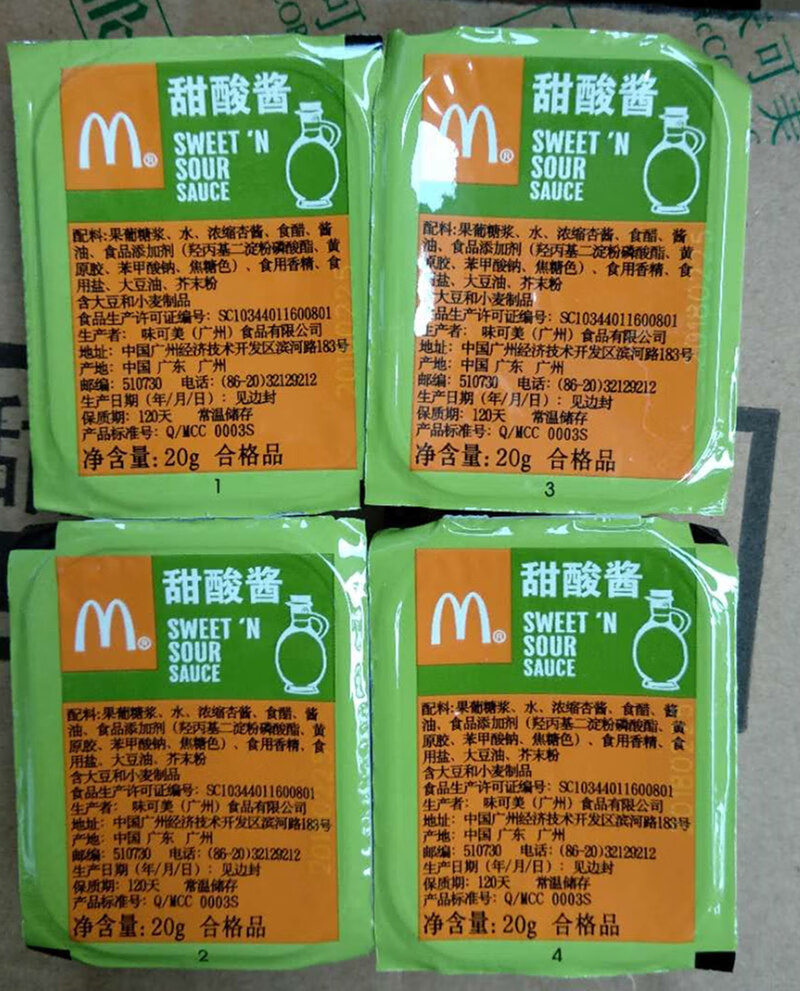 甜酸酱
SWEET 'N
SOUR
SAUCE
配料:果葡糖浆、水、浓缩杏酱、食醋、酱
油、食品添加剂（羟丙基二淀粉磷酸酯、黄
原胶、苯甲酸钠、焦糖色）、食用香精、食
用盐、大豆油、芥末粉
含大豆和小麦制品
食品生产许可证编号: SC10344011600801
生产者: 味可美（广州）食品有限公司
地址: 中国广州经济技术开发区滨河路183号
产地: 中国 广东 广州
邮编: 510730 电话: (86-20)32129212
生产日期（年/月/日）: 见边封
保质期: 120天 常温储存
产品标准号: Q/MCC 0003S
净含量: 20g 合格品
1
甜酸酱
SWEET 'N
SOUR
SAUCE
配料:果葡糖浆、水、浓缩杏酱、食醋、酱
油、食品添加剂（羟丙基二淀粉磷酸酯、黄
原胶、苯甲酸钠、焦糖色）、食用香精、食
用盐、大豆油、芥末粉
含大豆和小麦制品
食品生产许可证编号: SC10344011600801
生产者: 味可美（广州）食品有限公司
地址: 中国广州经济技术开发区滨河路183号
产地: 中国 广东 广州
邮编: 510730 电话: (86-20)32129212
生产日期（年/月/日）: 见边封
保质期: 120天 常温储存
产品标准号: Q/MCC 0003S
净含量: 20g 合格品
3
甜酸酱
SWEET 'N
SOUR
SAUCE
配料:果葡糖浆、水、浓缩杏酱、食醋、酱
油、食品添加剂（羟丙基二淀粉磷酸酯、黄
原胶、苯甲酸钠、焦糖色）、食用香精、食
用盐、大豆油、芥末粉
含大豆和小麦制品
食品生产许可证编号: SC10344011600801
生产者: 味可美（广州）食品有限公司
地址: 中国广州经济技术开发区滨河路183号
产地: 中国 广东 广州
邮编: 510730 电话: (86-20)32129212
生产日期（年/月/日）: 见边封
保质期: 120天 常温储存
产品标准号: Q/MCC 0003S
净含量: 20g 合格品
2
甜酸酱
SWEET 'N
SOUR
SAUCE
配料:果葡糖浆、水、浓缩杏酱、食醋、酱
油、食品添加剂（羟丙基二淀粉磷酸酯、黄
原胶、苯甲酸钠、焦糖色）、食用香精、食
用盐、大豆油、芥末粉
含大豆和小麦制品
食品生产许可证编号: SC10344011600801
生产者: 味可美（广州）食品有限公司
地址: 中国广州经济技术开发区滨河路183号
产地: 中国 广东 广州
邮编: 510730 电话: (86-20)32129212
生产日期（年/月/日）: 见边封
保质期: 120天 常温储存
产品标准号: Q/MCC 0003S
净含量: 20g 合格品
4